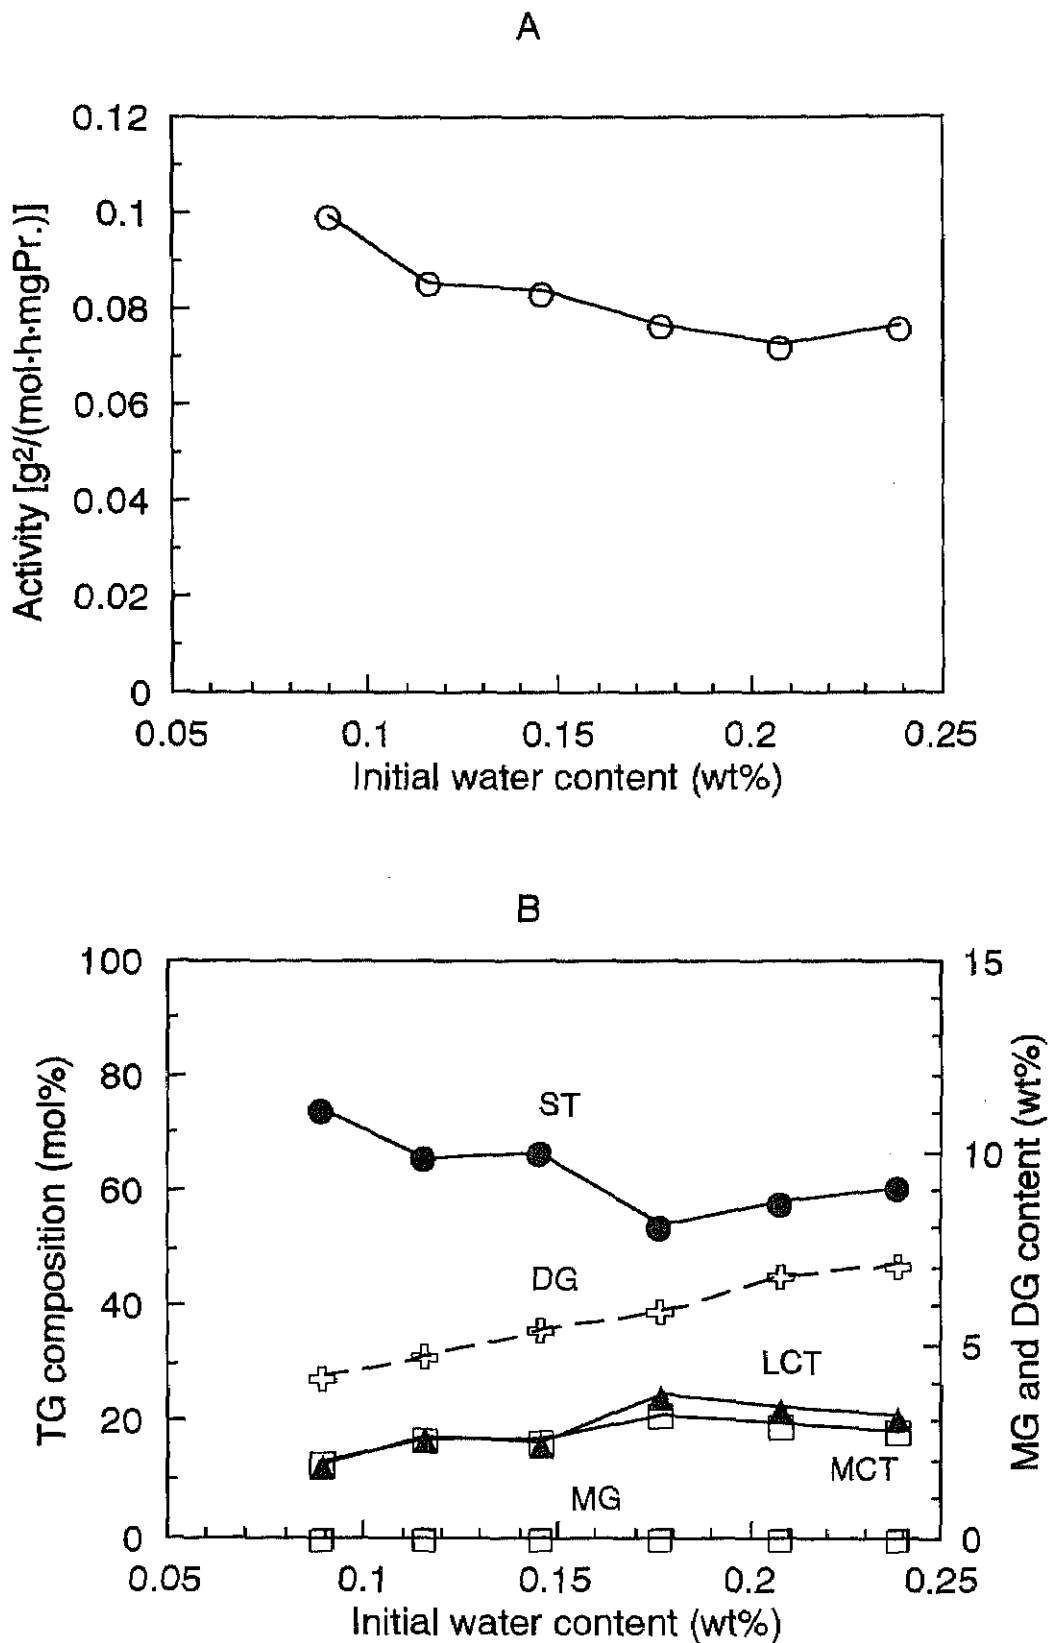 A
0.12
0.1
0.08
0.06
0.04
0.02
0
Activity [g²/(mol·h·mgPr.)]
0.05 0.1 0.15 0.2 0.25
Initial water content (wt%)
B
100
80
60
40
20
0
TG composition (mol%)
15
10
5
0
MG and DG content (wt%)
ST
DG
LCT
MCT
MG
0.05 0.1 0.15 0.2 0.25
Initial water content (wt%)